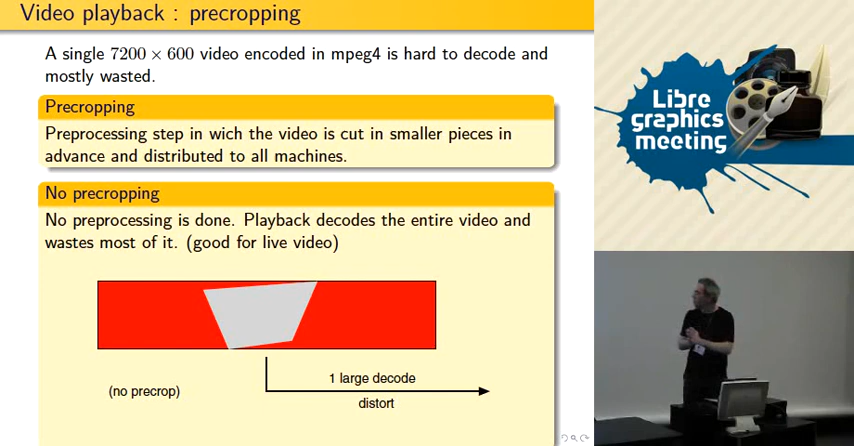 Video playback : precropping
A single 7200 × 600 video encoded in mpeg4 is hard to decode and
mostly wasted.
Precropping
Preprocessing step in wich the video is cut in smaller pieces in
advance and distributed to all machines.
No precropping
No preprocessing is done. Playback decodes the entire video and
wastes most of it. (good for live video)
(no precrop)
1 large decode
distort
Libre
graphics
meeting